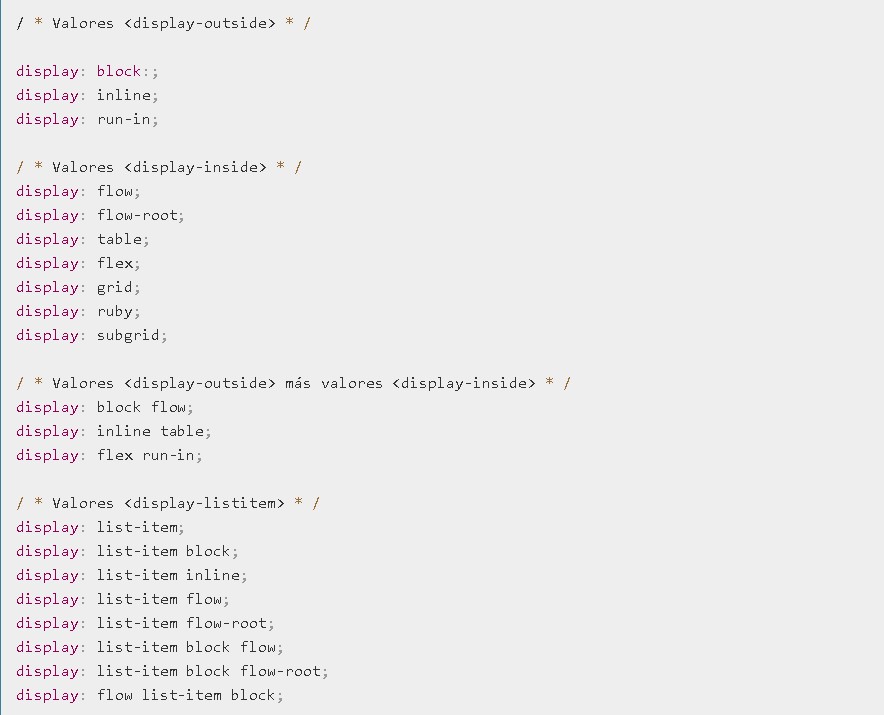 / * Valores <display-outside> * /
display: block:;
display: inline;
display: run-in;
/ * Valores <display-inside> * /
display: flow;
display: flow-root;
display: table;
display: flex;
display: grid;
display: ruby;
display: subgrid;
/ * Valores <display-outside> más valores <display-inside> * /
display: block flow;
display: inline table;
display: flex run-in;
/ * Valores <display-listitem> * /
display: list-item;
display: list-item block;
display: list-item inline;
display: list-item flow;
display: list-item flow-root;
display: list-item block flow;
display: list-item block flow-root;
display: flow list-item block;